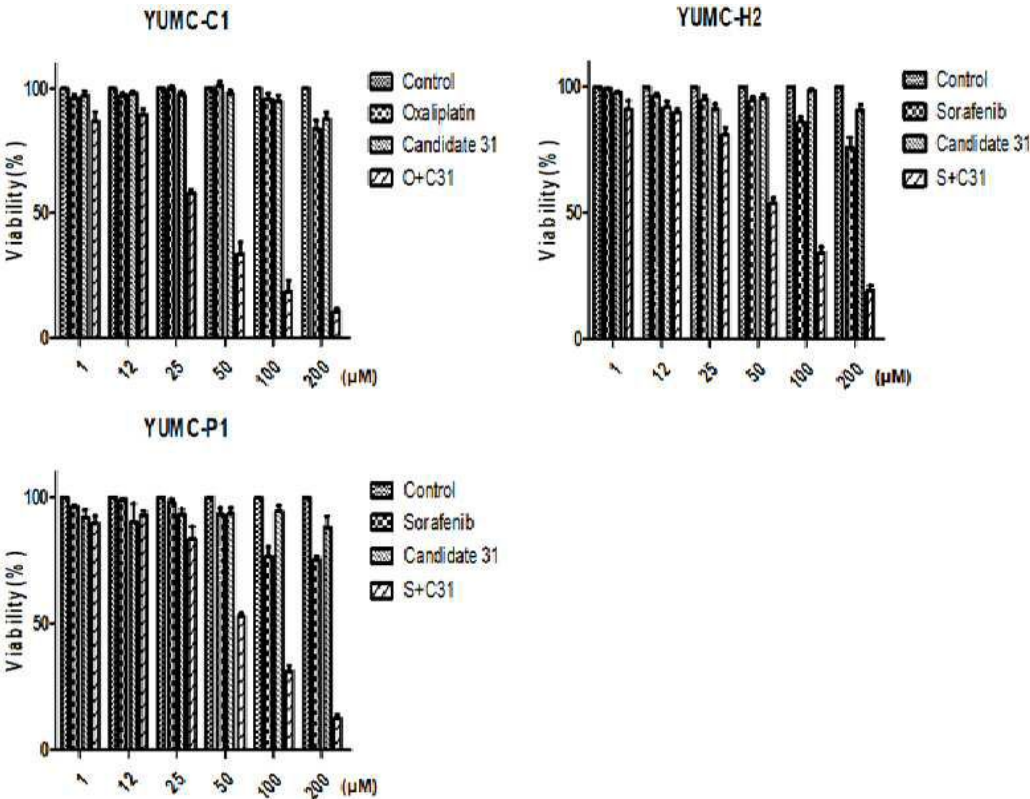 YUMC-C1
Viability (%)
100
50
0
1 12 25 50 100 200 (μM)
Control
Oxaliplatin
Candidate 31
O+C31
YUMC-H2
Viability (%)
100
50
0
1 12 25 50 100 200 (μM)
Control
Sorafenib
Candidate 31
S+C31
YUMC-P1
Viability (%)
100
50
0
1 12 25 50 100 200 (μM)
Control
Sorafenib
Candidate 31
S+C31